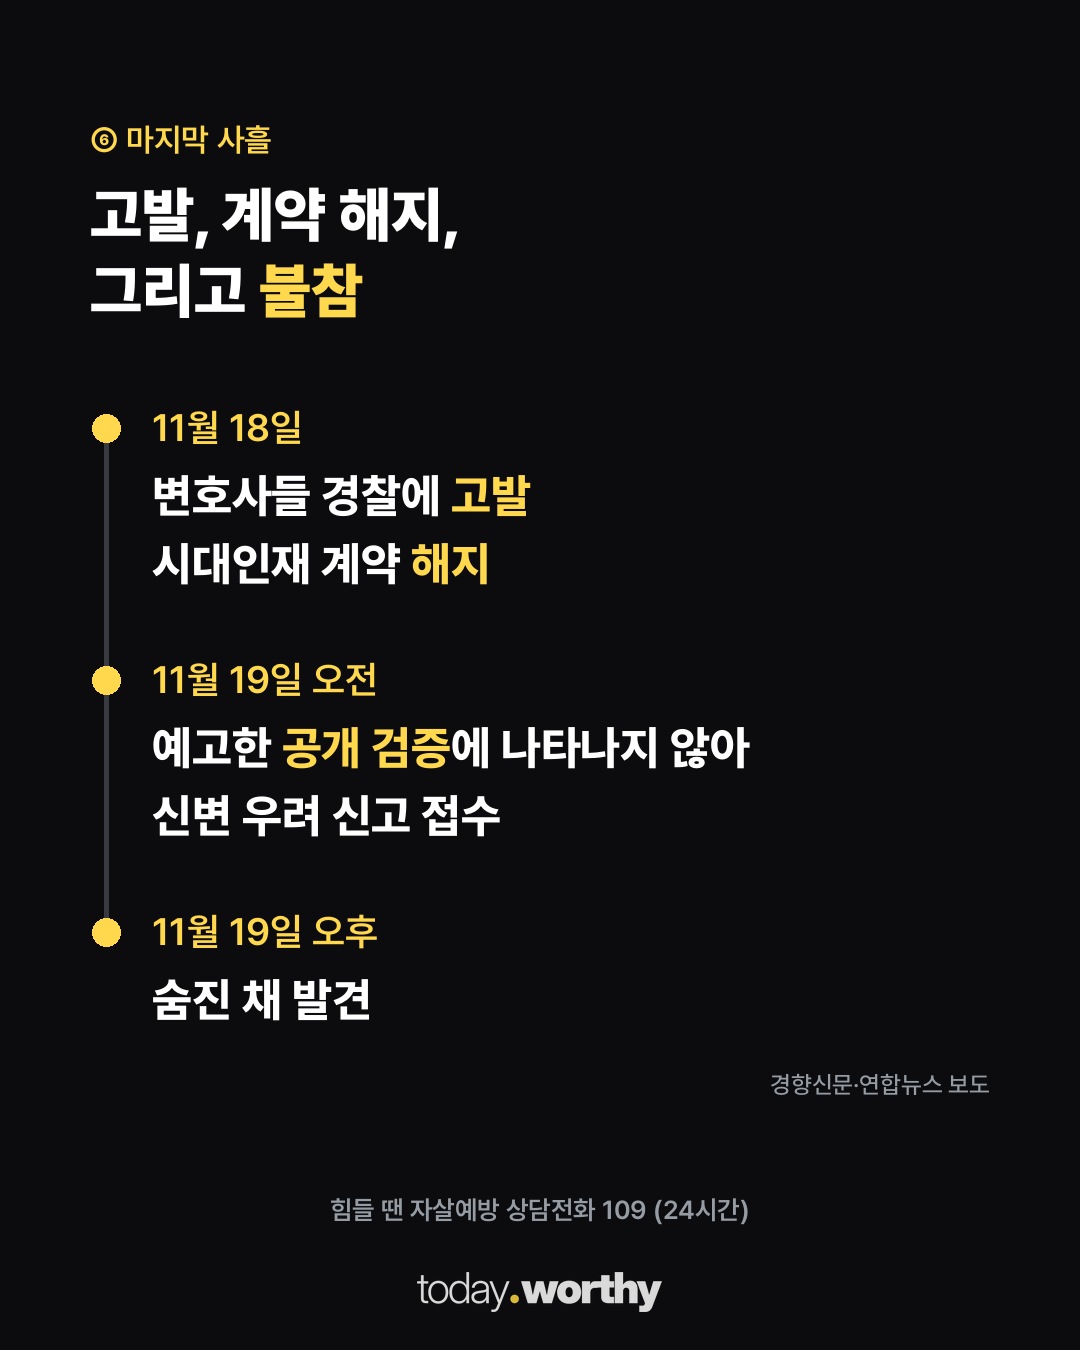 ⑥ 마지막 사흘
고발, 계약 해지,
그리고 불참
11월 18일
변호사들 경찰에 고발
시대인재 계약 해지
11월 19일 오전
예고한 공개 검증에 나타나지 않아
신변 우려 신고 접수
11월 19일 오후
숨진 채 발견
경향신문·연합뉴스 보도
힘들 땐 자살예방 상담전화 109 (24시간)
today.worthy